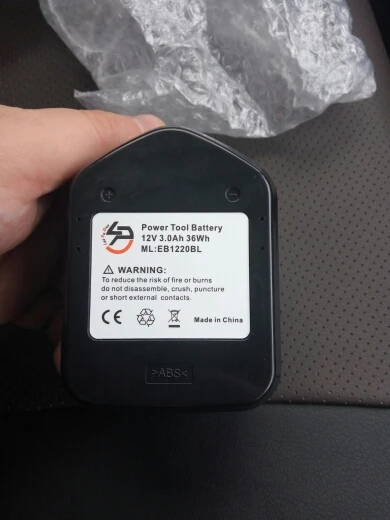 + -
Power Tool Battery
12V 3.0Ah 36Wh
ML:EB1220BL
WARNING:
To reduce the risk of fire or burns
do not disassemble, crush, puncture
or short external contacts.
CE
Made in China
>ABS<